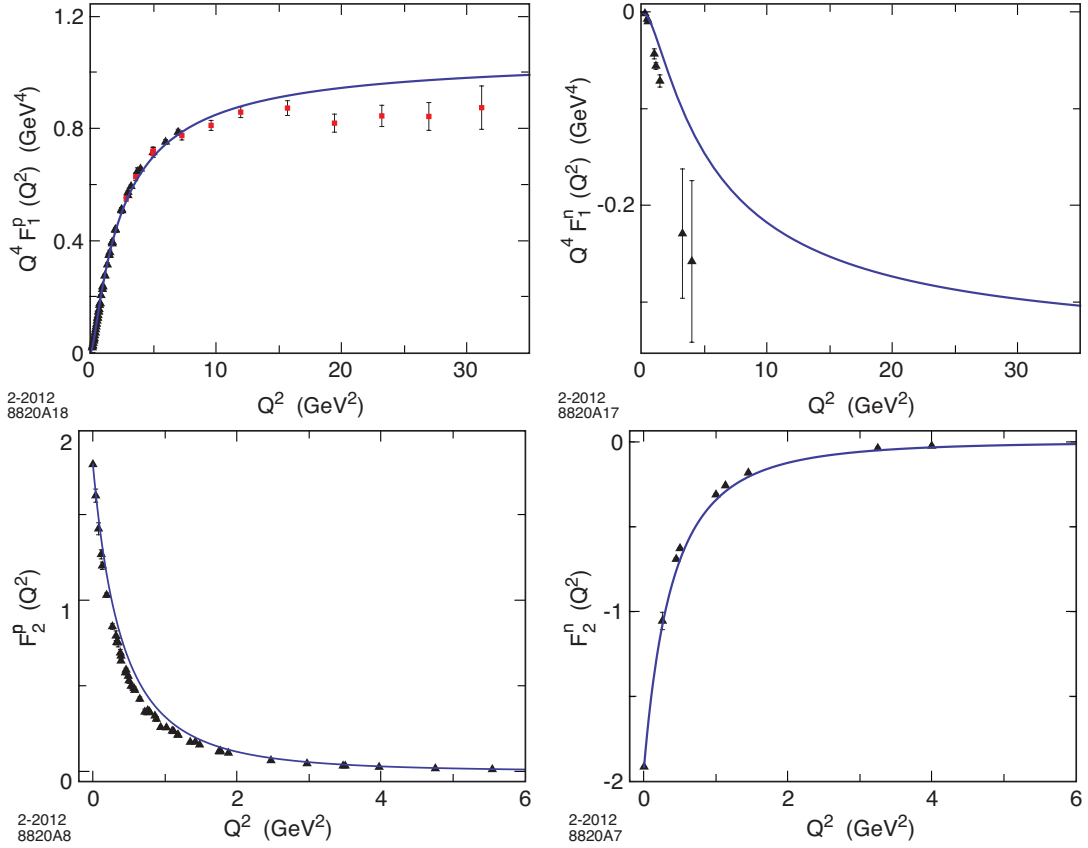 1.2
0.8
0.4
0
Q⁴ F₁ᵖ (Q²) (GeV⁴)
0 10 20 30
Q² (GeV²)
2-2012
8820A18
0
-0.2
Q⁴ F₁ⁿ (Q²) (GeV⁴)
0 10 20 30
Q² (GeV²)
2-2012
8820A17
2
1
0
F₂ᵖ (Q²)
0 2 4 6
Q² (GeV²)
2-2012
8820A8
0
-1
-2
F₂ⁿ (Q²)
0 2 4 6
Q² (GeV²)
2-2012
8820A7